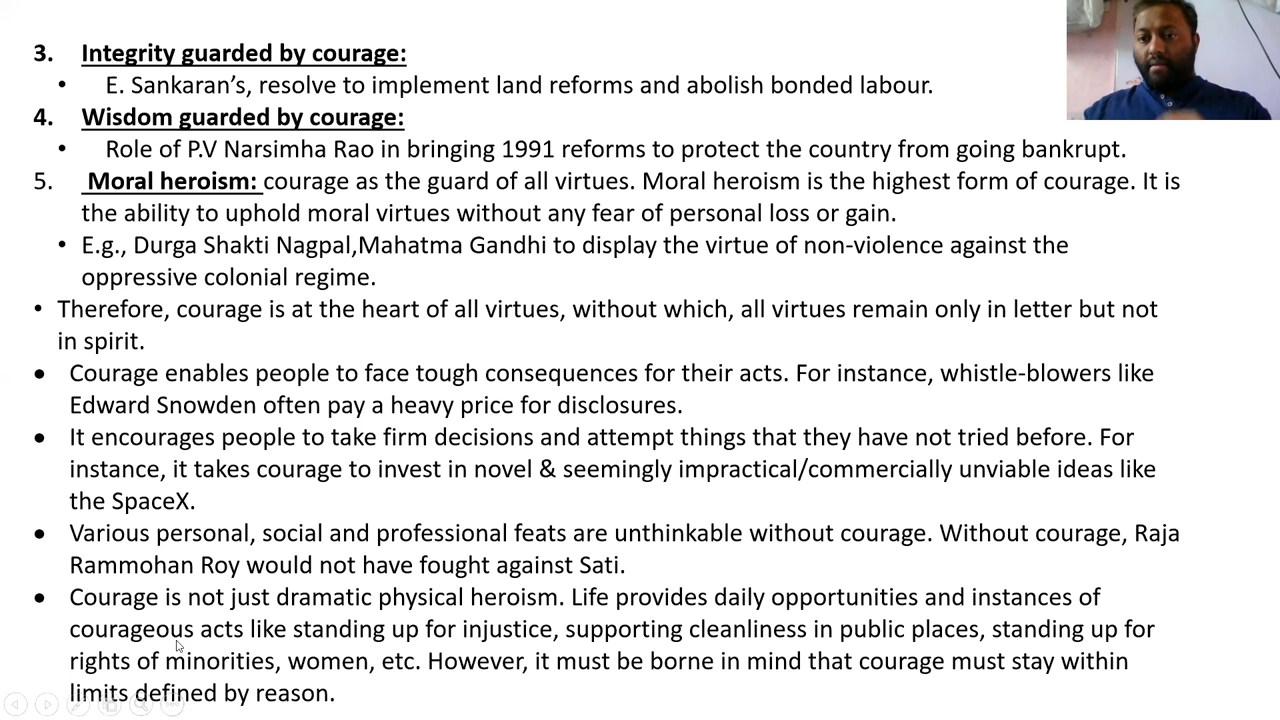 3. Integrity guarded by courage:
• E. Sankaran’s, resolve to implement land reforms and abolish bonded labour.
4. Wisdom guarded by courage:
• Role of P.V Narsimha Rao in bringing 1991 reforms to protect the country from going bankrupt.
5. Moral heroism: courage as the guard of all virtues. Moral heroism is the highest form of courage. It is
the ability to uphold moral virtues without any fear of personal loss or gain.
• E.g., Durga Shakti Nagpal,Mahatma Gandhi to display the virtue of non-violence against the
oppressive colonial regime.
• Therefore, courage is at the heart of all virtues, without which, all virtues remain only in letter but not
in spirit.
• Courage enables people to face tough consequences for their acts. For instance, whistle-blowers like
Edward Snowden often pay a heavy price for disclosures.
• It encourages people to take firm decisions and attempt things that they have not tried before. For
instance, it takes courage to invest in novel & seemingly impractical/commercially unviable ideas like
the SpaceX.
• Various personal, social and professional feats are unthinkable without courage. Without courage, Raja
Rammohan Roy would not have fought against Sati.
• Courage is not just dramatic physical heroism. Life provides daily opportunities and instances of
courageous acts like standing up for injustice, supporting cleanliness in public places, standing up for
rights of minorities, women, etc. However, it must be borne in mind that courage must stay within
limits defined by reason.